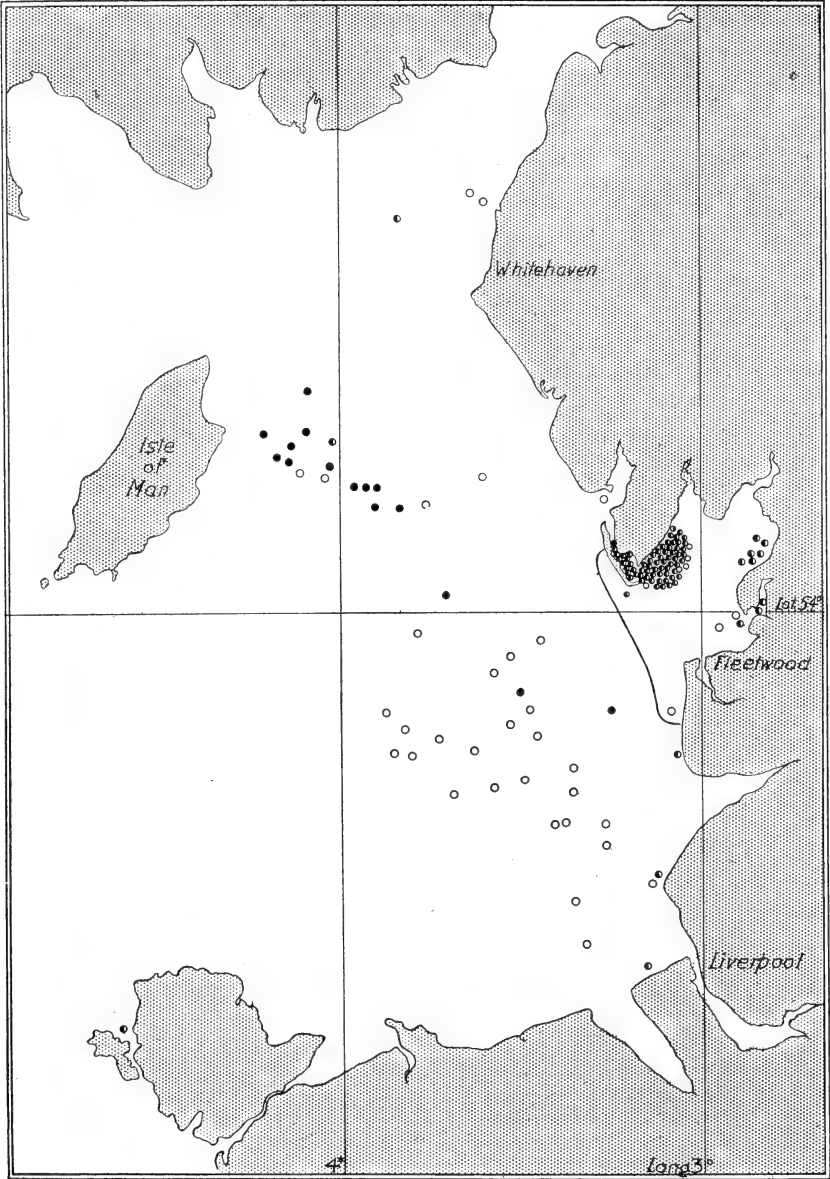 Whitehaven
Isle
of
Man
Lat 54°
Fleetwood
Liverpool
4°
Long 3°